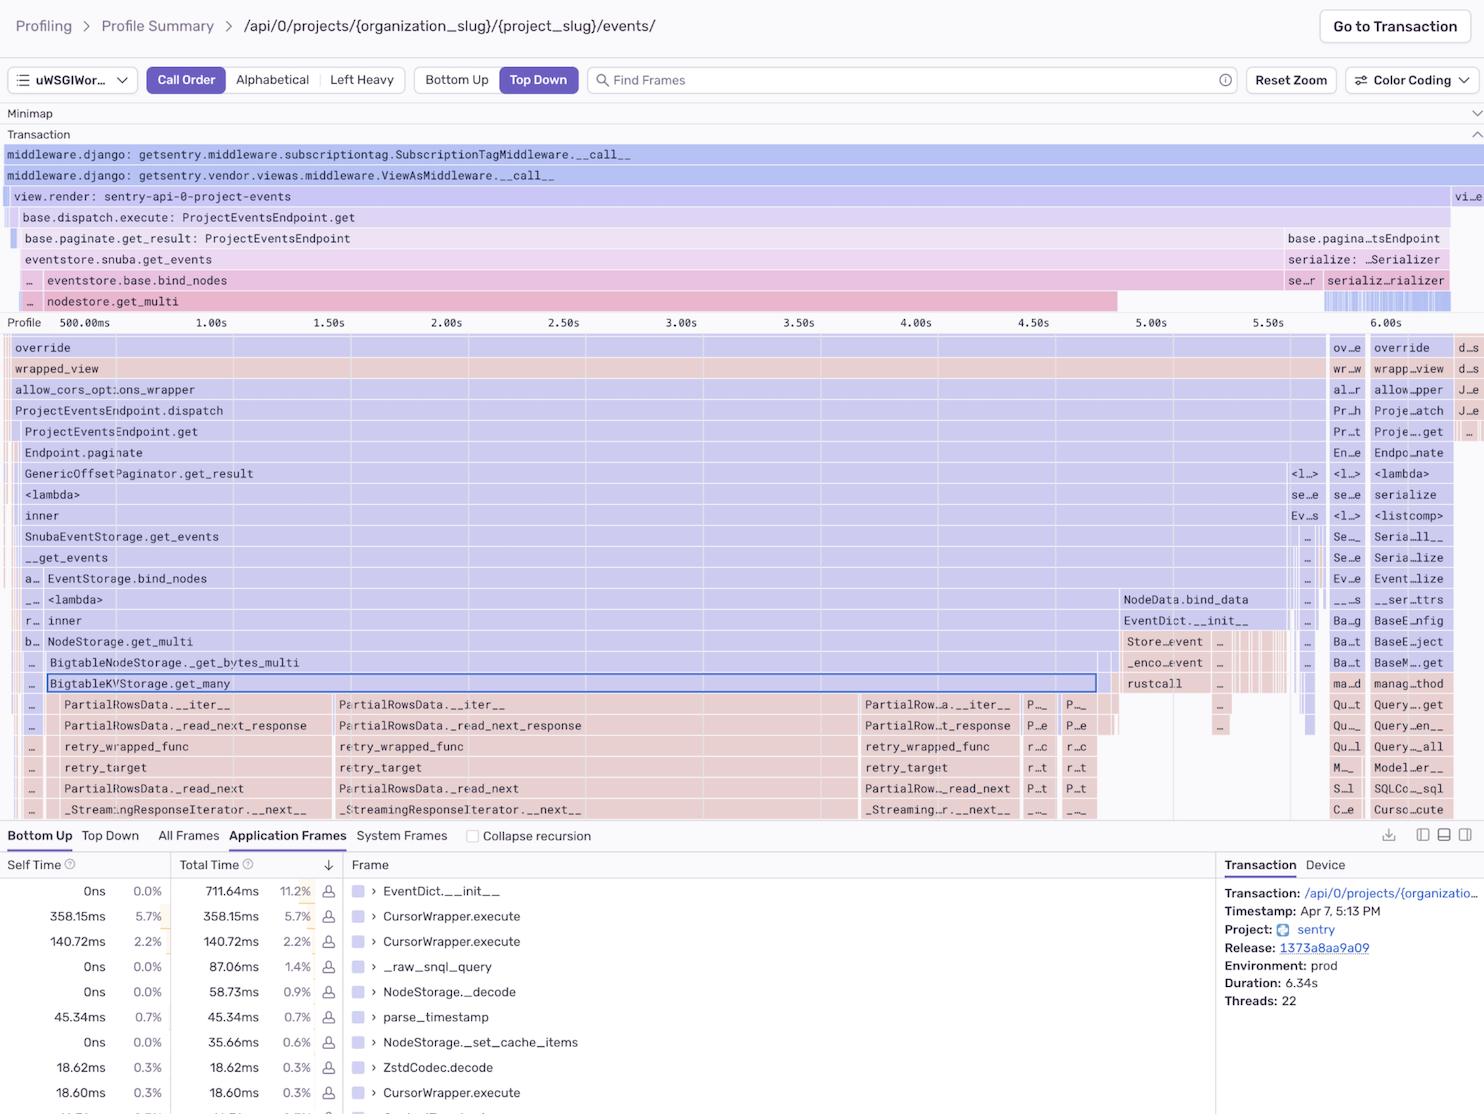 Profiling > Profile Summary > /api/0/projects/{organization_slug}/{project_slug}/events/ Go to Transaction
uWSGIWor... Call Order Alphabetical Left Heavy Bottom Up Top Down Find Frames Reset Zoom Color Coding
Minimap
Transaction
middleware.django: getsentry.middleware.subscriptiontag.SubscriptionTagMiddleware.__call__
middleware.django: getsentry.vendor.viewas.middleware.ViewAsMiddleware.__call__
view.render: sentry-api-0-project-events vi…e
base.dispatch.execute: ProjectEventsEndpoint.get
base.paginate.get_result: ProjectEventsEndpoint base.pagina…tsEndpoint
eventstore.snuba.get_events serialize: …Serializer
… eventstore.base.bind_nodes se…r serializ…rializer
… nodestore.get_multi
Profile 500.00ms 1.00s 1.50s 2.00s 2.50s 3.00s 3.50s 4.00s 4.50s 5.00s 5.50s 6.00s
override ov…e override d…s
wrapped_view wr…w wrapp…view d…s
allow_cors_options_wrapper al…r allow…pper J…e
ProjectEventsEndpoint.dispatch Pr…h Proje…atch J…e
ProjectEventsEndpoint.get Pr…t Proje….get …
Endpoint.paginate En…e Endpo…nate
GenericOffsetPaginator.get_result <l…> <l…> <lambda>
<lambda> se…e se…e serialize
inner Ev…s <l…> <listcomp>
SnubaEventStorage.get_events … Se…_ Seria…ll__
__get_events … Se…e Seria…lize
a… EventStorage.bind_nodes … Ev…e Event…lize
_… <lambda> NodeData.bind_data … __…s __ser…ttrs
r… inner EventDict.__init__ … Ba…g BaseE…nfig
b… NodeStorage.get_multi Store…event … Ba…t BaseE…ject
… BigtableNodeStorage._get_bytes_multi _enco…event … … Ba…t BaseM….get
… BigtableKVStorage.get_many rustcall … … ma…d manag…thod
… PartialRowsData.__iter__ PartialRowsData.__iter__ PartialRow…a.__iter__ P…_ P…_ … Qu…t Query….get
… PartialRowsData._read_next_response PartialRowsData._read_next_response PartialRow…t_response P…e P…e … Qu…_ Query…en__
… retry_wrapped_func retry_wrapped_func retry_wrapped_func r…c r…c Qu…l Query…_all
… retry_target retry_target retry_target r…t r…t M…_ Model…er__
… PartialRowsData._read_next PartialRowsData._read_next PartialRow…_read_next P…t P…t S…l SQLCo…_sql
… _StreamingResponseIterator.__next__ _StreamingResponseIterator.__next__ _Streaming…r.__next__ _…_ _…_ C…e Curso…cute
Bottom Up Top Down All Frames Application Frames System Frames Collapse recursion
Self Time Total Time Frame
0ns 0.0% 711.64ms 11.2% > EventDict.__init__
358.15ms 5.7% 358.15ms 5.7% > CursorWrapper.execute
140.72ms 2.2% 140.72ms 2.2% > CursorWrapper.execute
0ns 0.0% 87.06ms 1.4% > _raw_snql_query
0ns 0.0% 58.73ms 0.9% > NodeStorage._decode
45.34ms 0.7% 45.34ms 0.7% > parse_timestamp
0ns 0.0% 35.66ms 0.6% > NodeStorage._set_cache_items
18.62ms 0.3% 18.62ms 0.3% > ZstdCodec.decode
18.60ms 0.3% 18.60ms 0.3% > CursorWrapper.execute
Transaction Device
Transaction: /api/0/projects/{organizatio...
Timestamp: Apr 7, 5:13 PM
Project: sentry
Release: 1373a8aa9a09
Environment: prod
Duration: 6.34s
Threads: 22